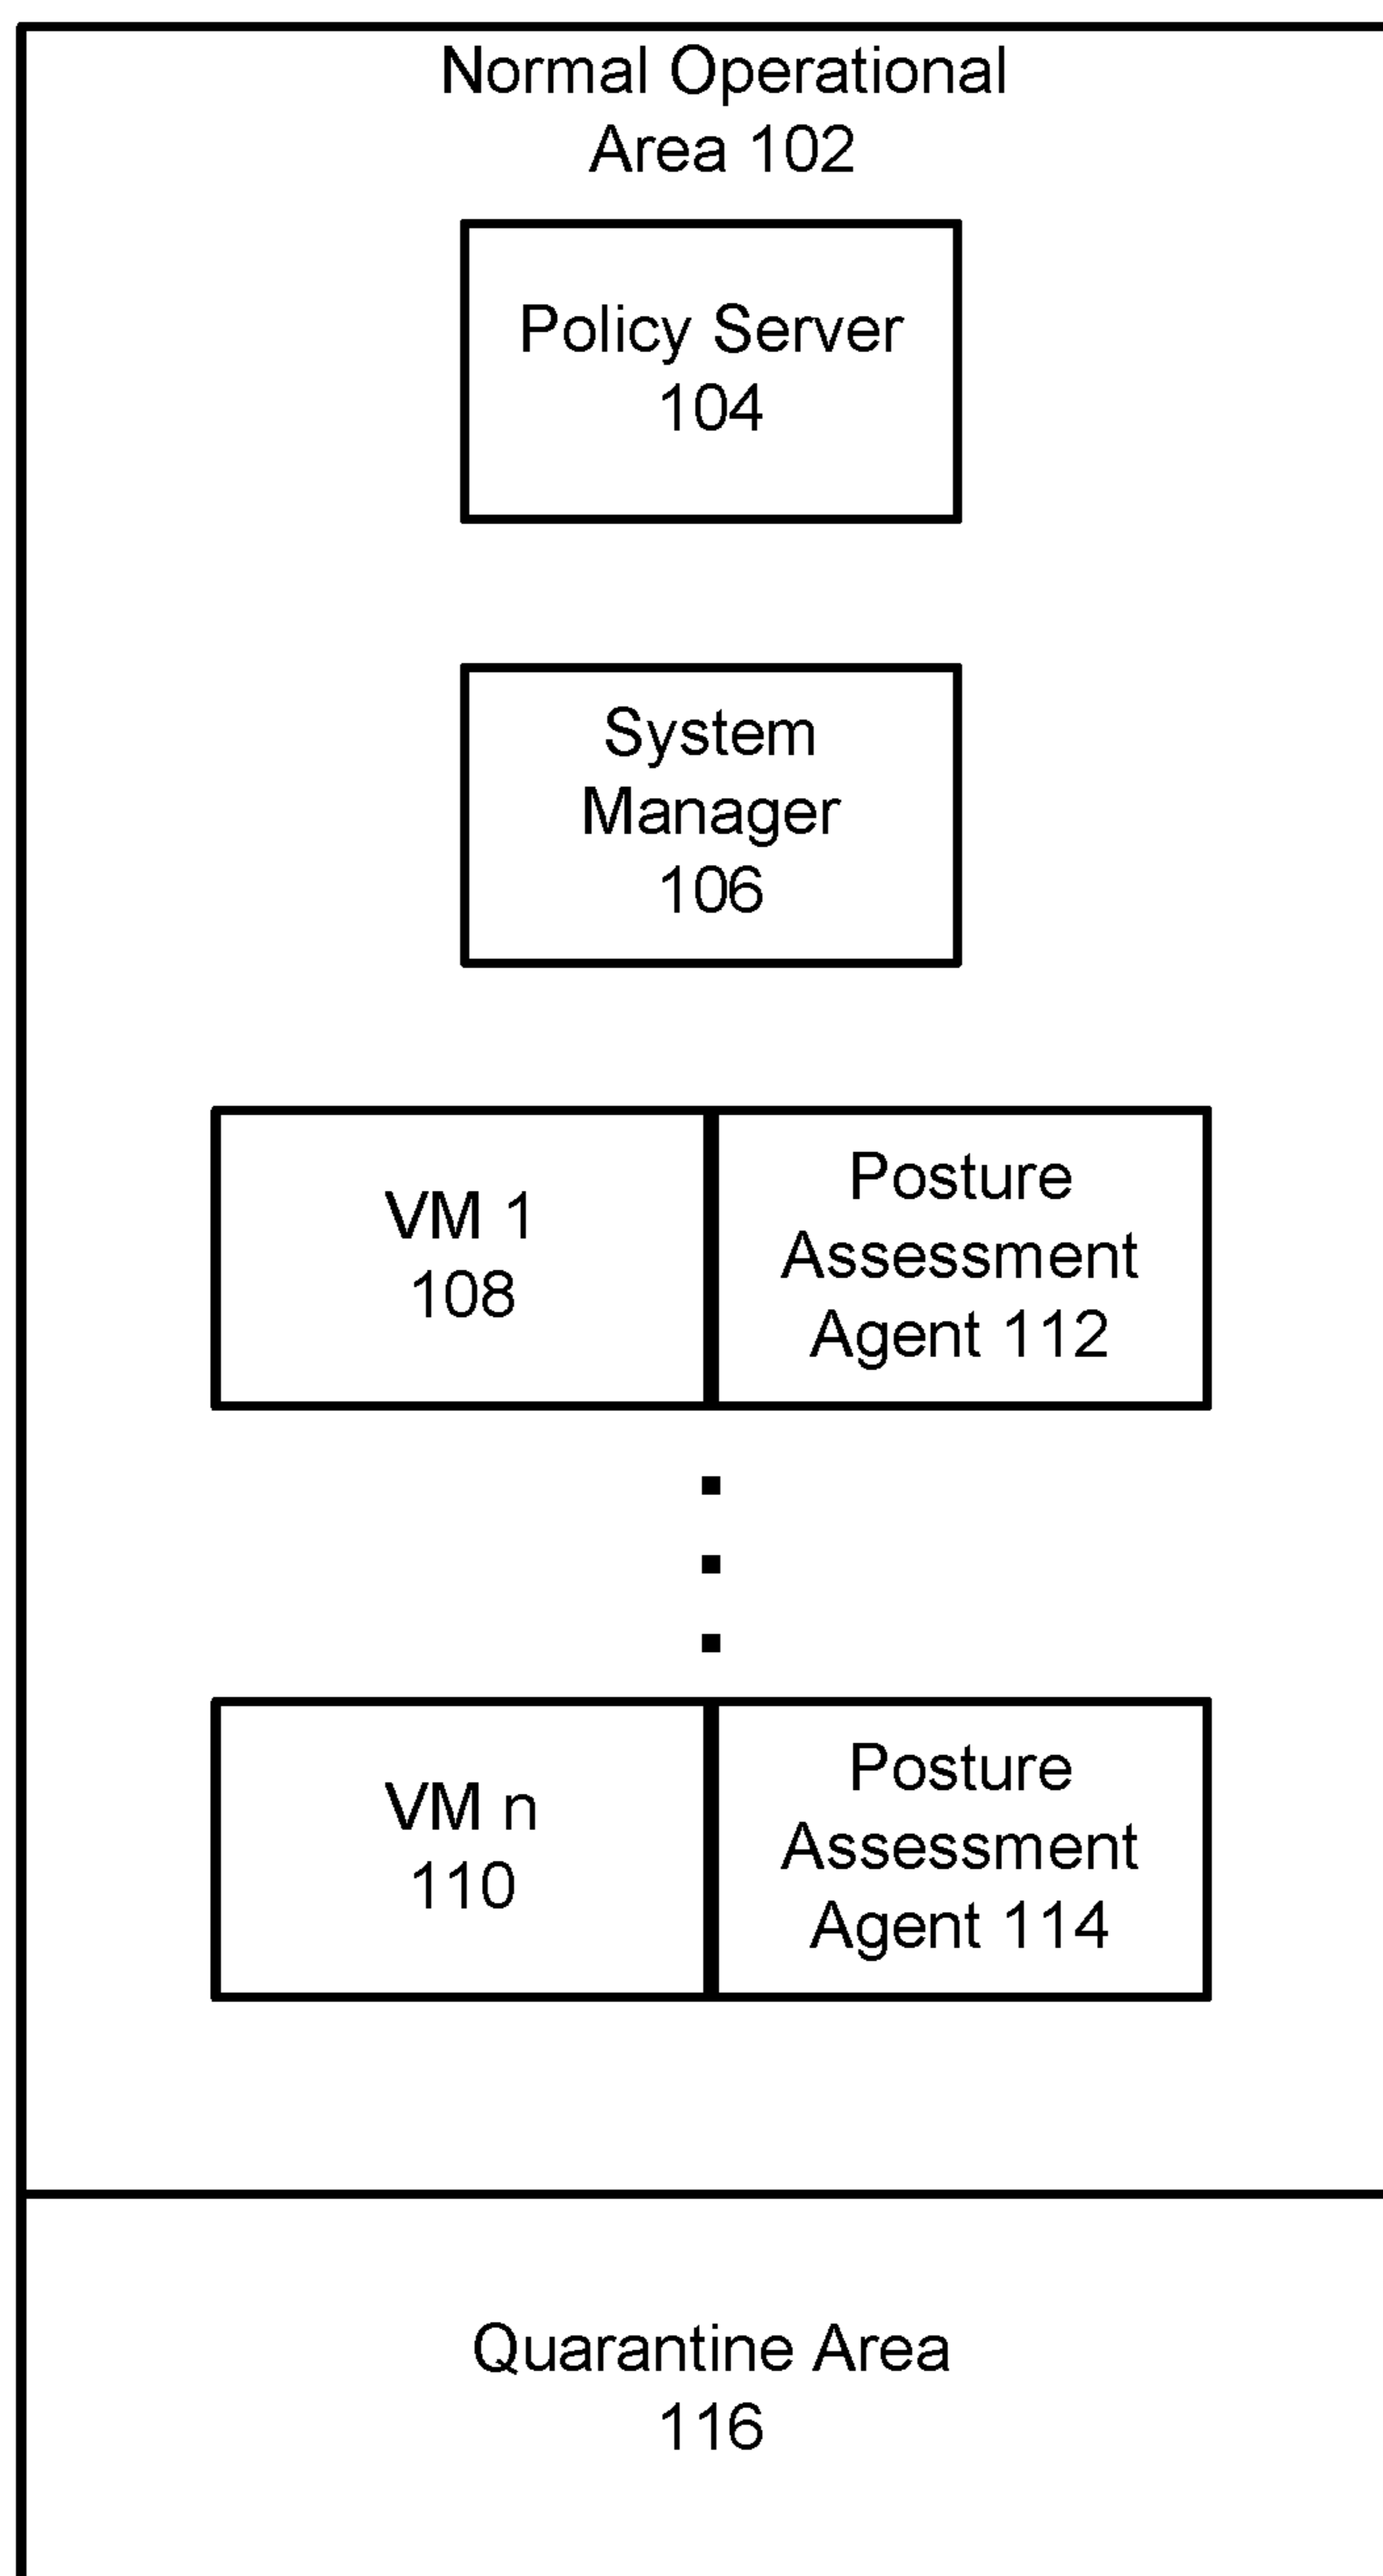 Normal Operational
Area 102
Policy Server
104
System
Manager
106
VM 1
108
Posture
Assessment
Agent 112
VM n
110
Posture
Assessment
Agent 114
Quarantine Area
116